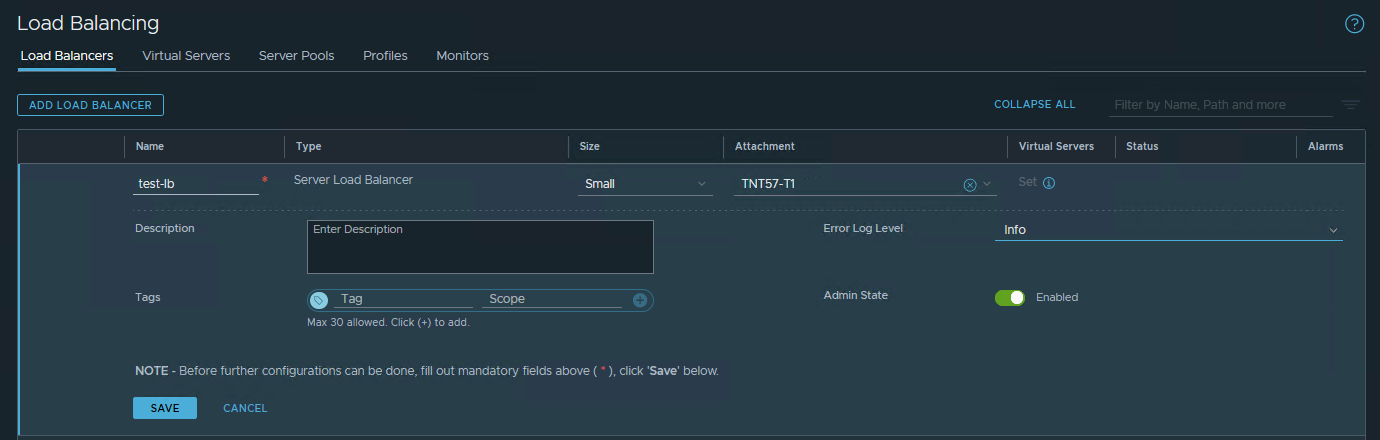 Load Balancing
?
Load Balancers Virtual Servers Server Pools Profiles Monitors
ADD LOAD BALANCER COLLAPSE ALL Filter by Name, Path and more
Name Type Size Attachment Virtual Servers Status Alarms
test-lb * Server Load Balancer Small TNT57-T1 Set
Description Enter Description Error Log Level Info
Tags Tag Scope Admin State Enabled
Max 30 allowed. Click (+) to add.
NOTE - Before further configurations can be done, fill out mandatory fields above ( * ), click 'Save' below.
SAVE CANCEL